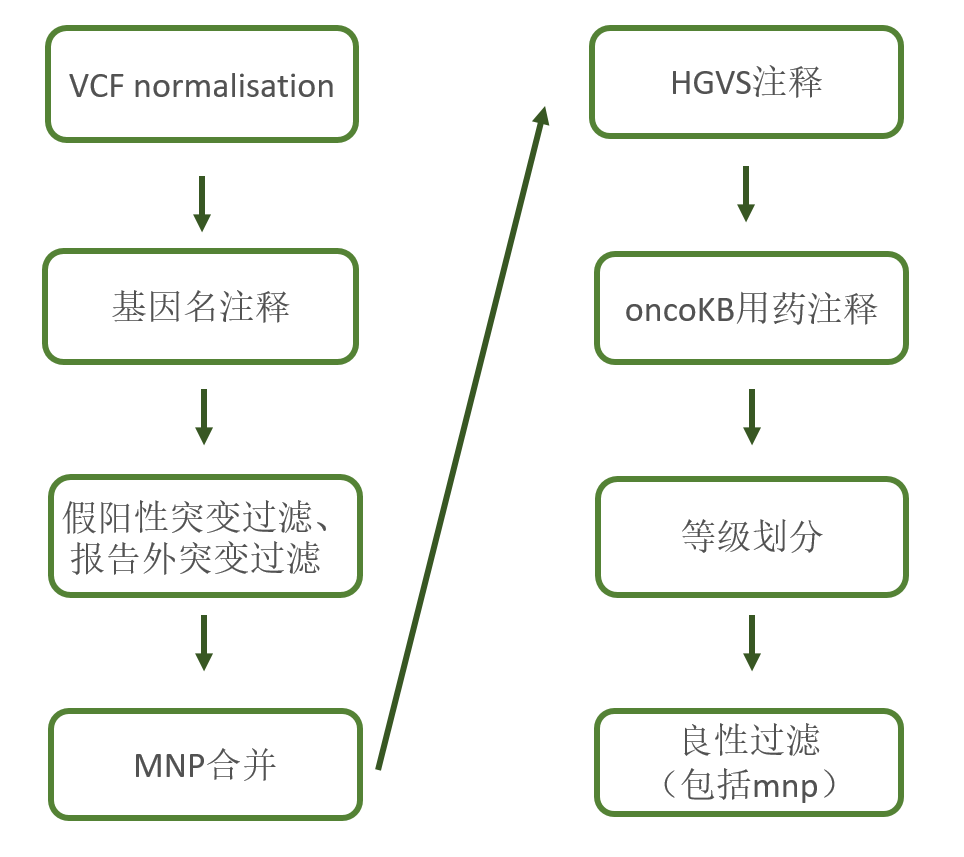 VCF normalisation
基因名注释
假阳性突变过滤、
报告外突变过滤
MNP合并
HGVS注释
oncoKB用药注释
等级划分
良性过滤
（包括mnp）